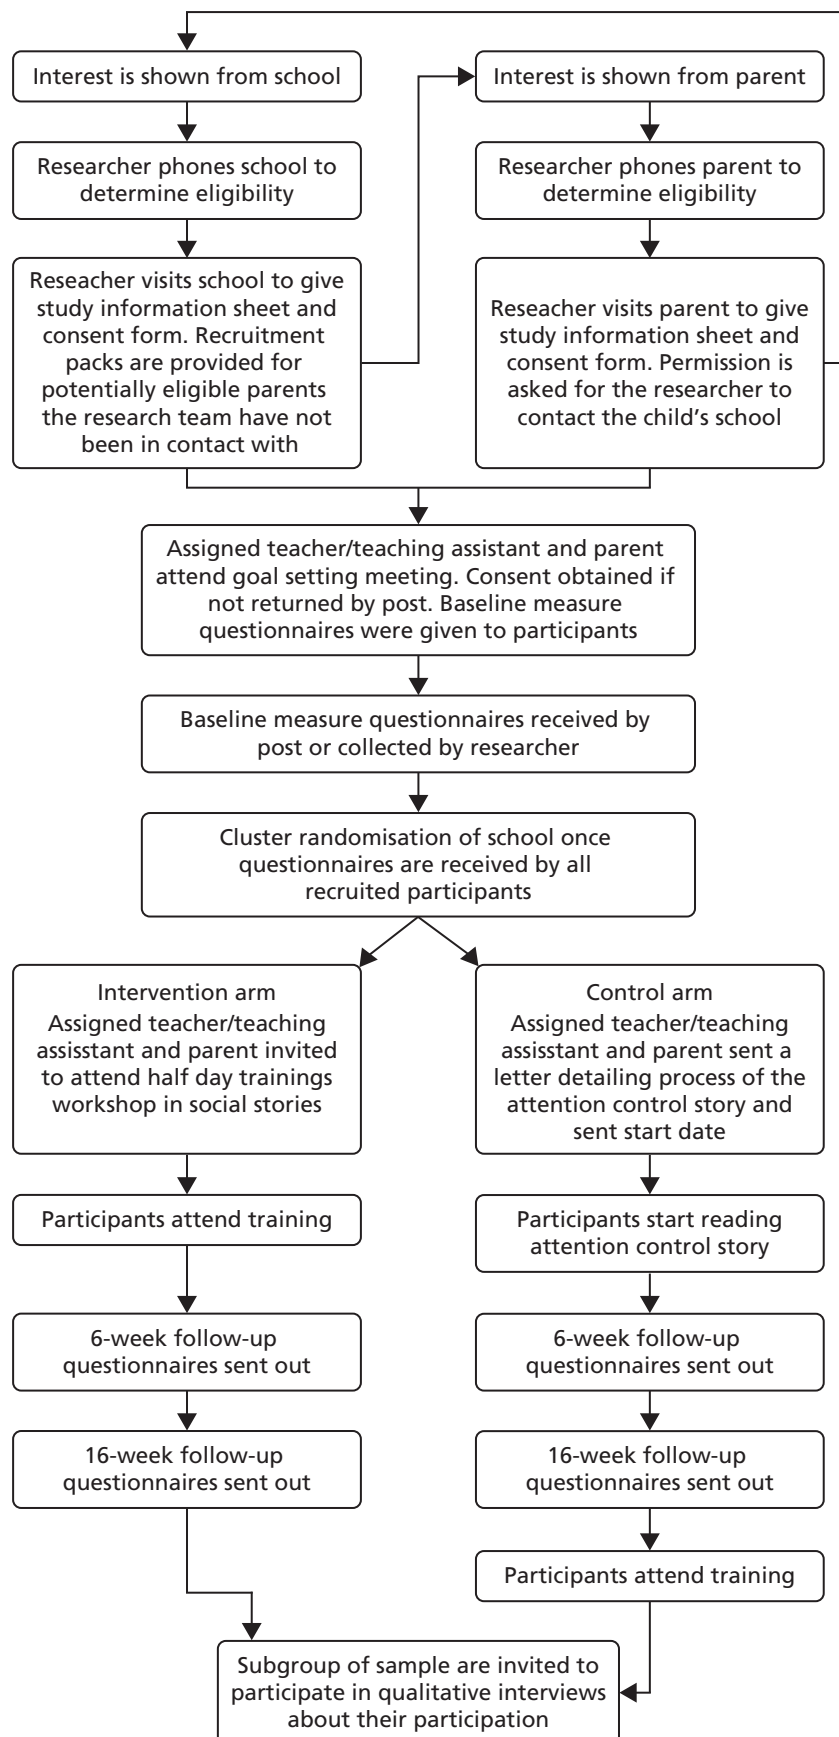 Interest is shown from school
Interest is shown from parent
Researcher phones school to
determine eligibility
Researcher phones parent to
determine eligibility
Reseacher visits school to give
study information sheet and
consent form. Recruitment
packs are provided for
potentially eligible parents
the research team have not
been in contact with
Reseacher visits parent to give
study information sheet and
consent form. Permission is
asked for the researcher to
contact the child's school
Assigned teacher/teaching assistant and parent
attend goal setting meeting. Consent obtained if
not returned by post. Baseline measure
questionnaires were given to participants
Baseline measure questionnaires received by
post or collected by researcher
Cluster randomisation of school once
questionnaires are received by all
recruited participants
Intervention arm
Assigned teacher/teaching
assisstant and parent invited
to attend half day trainings
workshop in social stories
Control arm
Assigned teacher/teaching
assisstant and parent sent a
letter detailing process of the
attention control story and
sent start date
Participants attend training
Participants start reading
attention control story
6-week follow-up
questionnaires sent out
6-week follow-up
questionnaires sent out
16-week follow-up
questionnaires sent out
16-week follow-up
questionnaires sent out
Participants attend training
Subgroup of sample are invited to
participate in qualitative interviews
about their participation